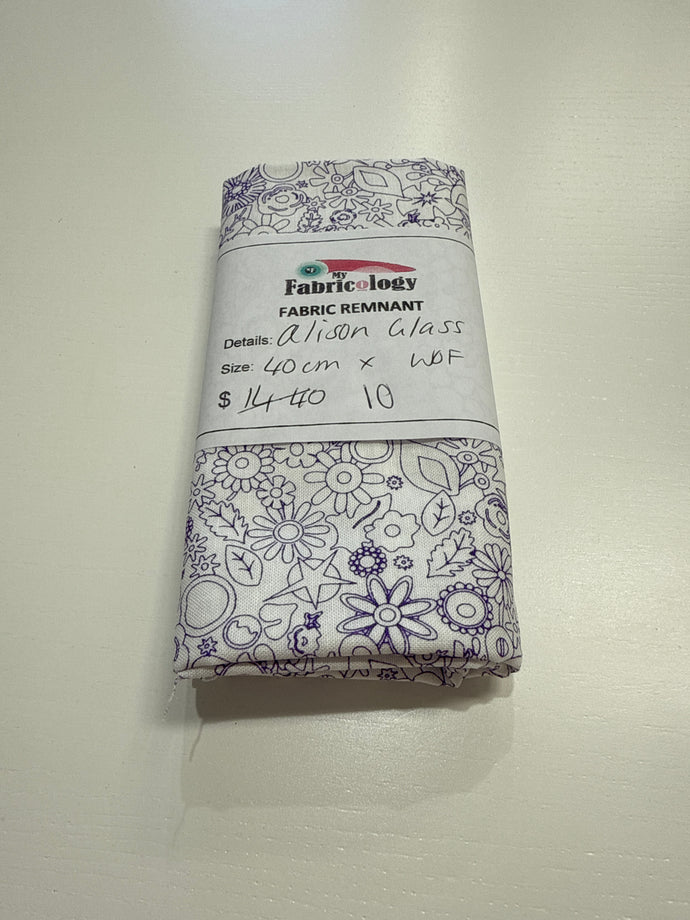 My
Fabricology
FABRIC REMNANT
Details: Alison Glass
Size: 40cm x WOF
$ 14.40 10